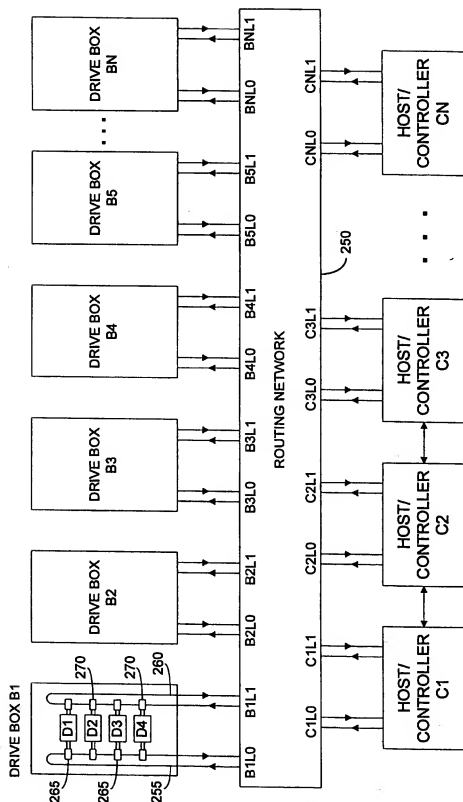 DRIVE BOX B1
265
D1
D2
270
265
D3
D4
270
255
260
DRIVE BOX
B2
DRIVE BOX
B3
DRIVE BOX
B4
DRIVE BOX
B5
. . .
DRIVE BOX
BN
B1L0
B1L1
B2L0
B2L1
B3L0
B3L1
B4L0
B4L1
B5L0
B5L1
BNL0
BNL1
ROUTING NETWORK
250
C1L0
C1L1
C2L0
C2L1
C3L0
C3L1
CNL0
CNL1
HOST/
CONTROLLER
C1
HOST/
CONTROLLER
C2
HOST/
CONTROLLER
C3
. . .
HOST/
CONTROLLER
CN